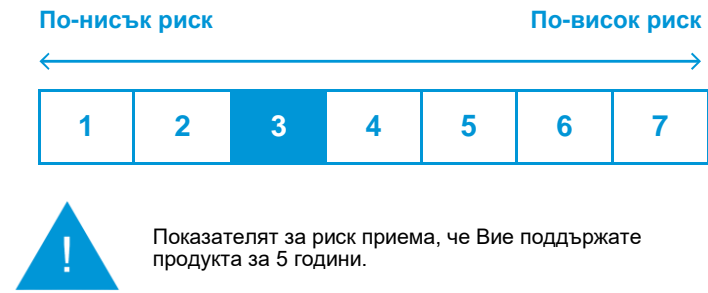 По-нисък риск По-висок риск
1 2 3 4 5 6 7
!
Показателят за риск приема, че Вие поддържате
продукта за 5 години.